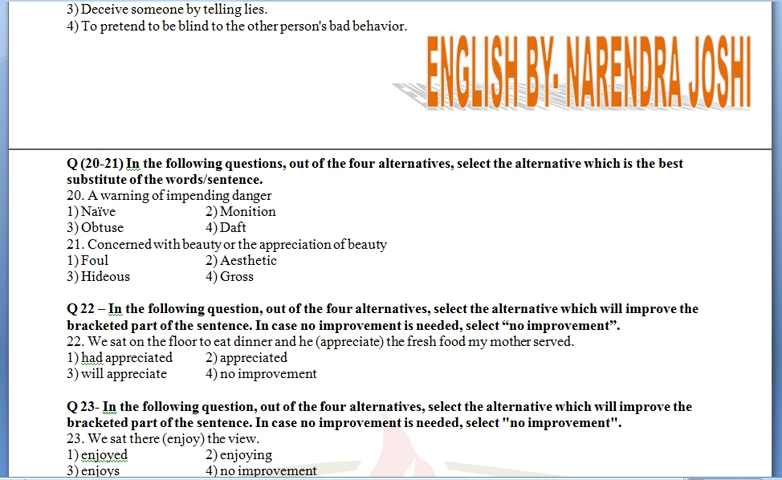 3) Deceive someone by telling lies.
4) To pretend to be blind to the other person's bad behavior.
ENGLISH BY- NARENDRA JOSHI
Q (20-21) In the following questions, out of the four alternatives, select the alternative which is the best
substitute of the words/sentence.
20. A warning of impending danger
1) Naïve 2) Monition
3) Obtuse 4) Daft
21. Concerned with beauty or the appreciation of beauty
1) Foul 2) Aesthetic
3) Hideous 4) Gross
Q 22 – In the following question, out of the four alternatives, select the alternative which will improve the
bracketed part of the sentence. In case no improvement is needed, select “no improvement”.
22. We sat on the floor to eat dinner and he (appreciate) the fresh food my mother served.
1) had appreciated 2) appreciated
3) will appreciate 4) no improvement
Q 23- In the following question, out of the four alternatives, select the alternative which will improve the
bracketed part of the sentence. In case no improvement is needed, select "no improvement".
23. We sat there (enjoy) the view.
1) enjoyed 2) enjoying
3) enjoys 4) no improvement